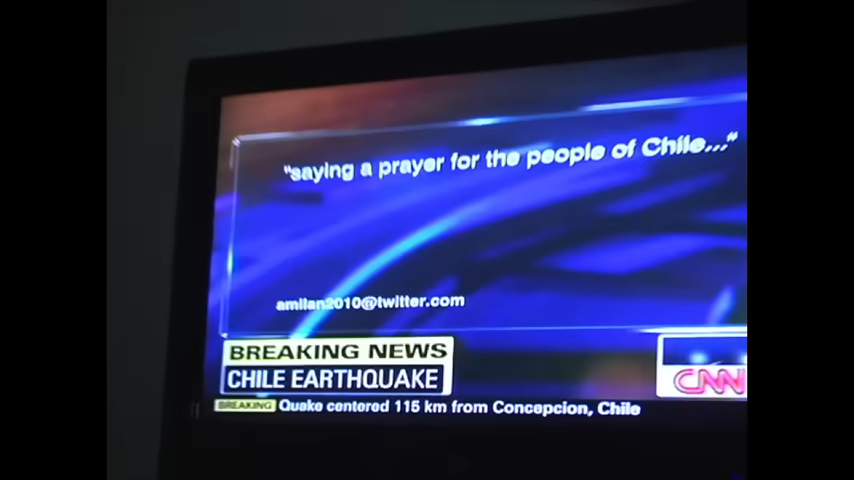 "saying a prayer for the people of Chile..."
amilan2010@twitter.com
BREAKING NEWS
CHILE EARTHQUAKE
CNN
BREAKING Quake centered 115 km from Concepcion, Chile